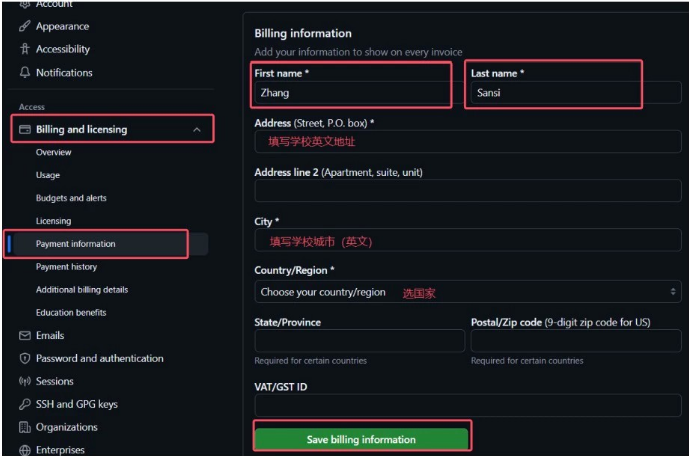 Account
Appearance
Accessibility
Notifications
Access
Billing and licensing
Overview
Usage
Budgets and alerts
Licensing
Payment information
Payment history
Additional billing details
Education benefits
Emails
Password and authentication
Sessions
SSH and GPG keys
Organizations
Enterprises
Billing information
Add your information to show on every invoice
First name *
Last name *
Zhang
Sansi
Address (Street, P.O. box) *
填写学校英文地址
Address line 2 (Apartment, suite, unit)
City *
填写学校城市（英文）
Country/Region *
Choose your country/region 选国家
State/Province
Postal/Zip code (9-digit zip code for US)
Required for certain countries
Required for certain countries
VAT/GST ID
Save billing information